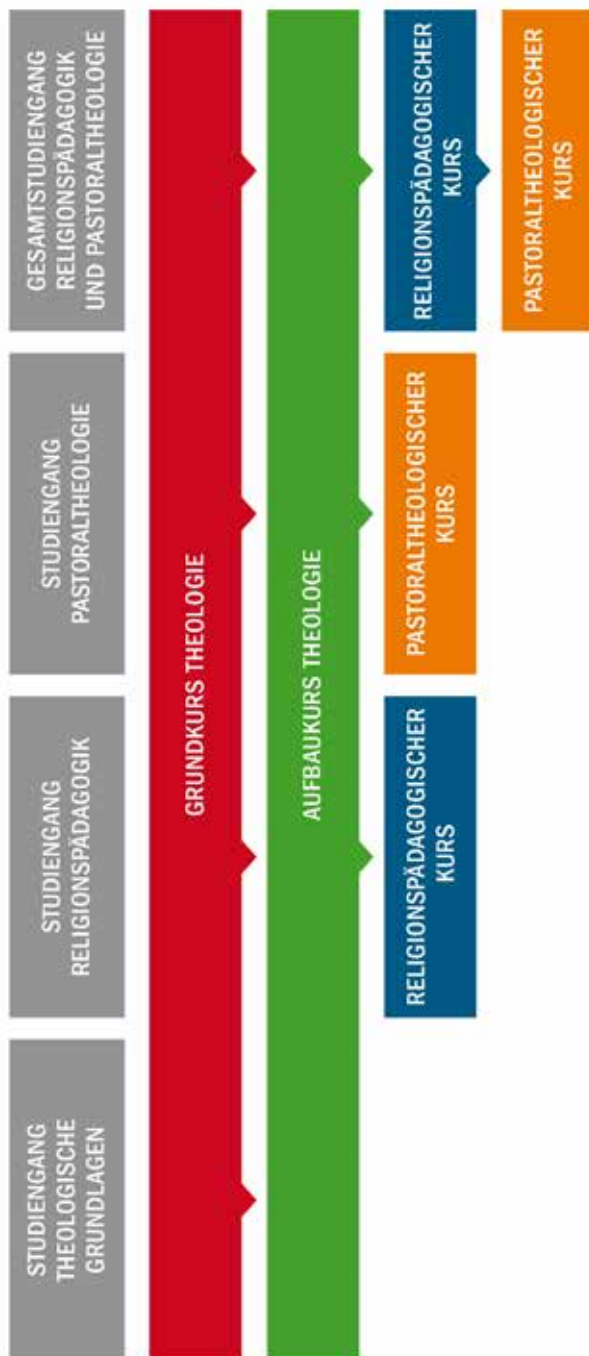 STUDIENGANG
THEOLOGISCHE
GRUNDLAGEN
STUDIENGANG
RELIGIONSPÄDAGOGIK
STUDIENGANG
PASTORALTHEOLOGIE
GESAMTSTUDIENGANG
RELIGIONSPÄDAGOGIK
UND PASTORALTHEOLOGIE
GRUNDKURS THEOLOGIE
AUFBAUKURS THEOLOGIE
RELIGIONSPÄDAGOGISCHER
KURS
PASTORALTHEOLOGISCHER
KURS
RELIGIONSPÄDAGOGISCHER
KURS
PASTORALTHEOLOGISCHER
KURS